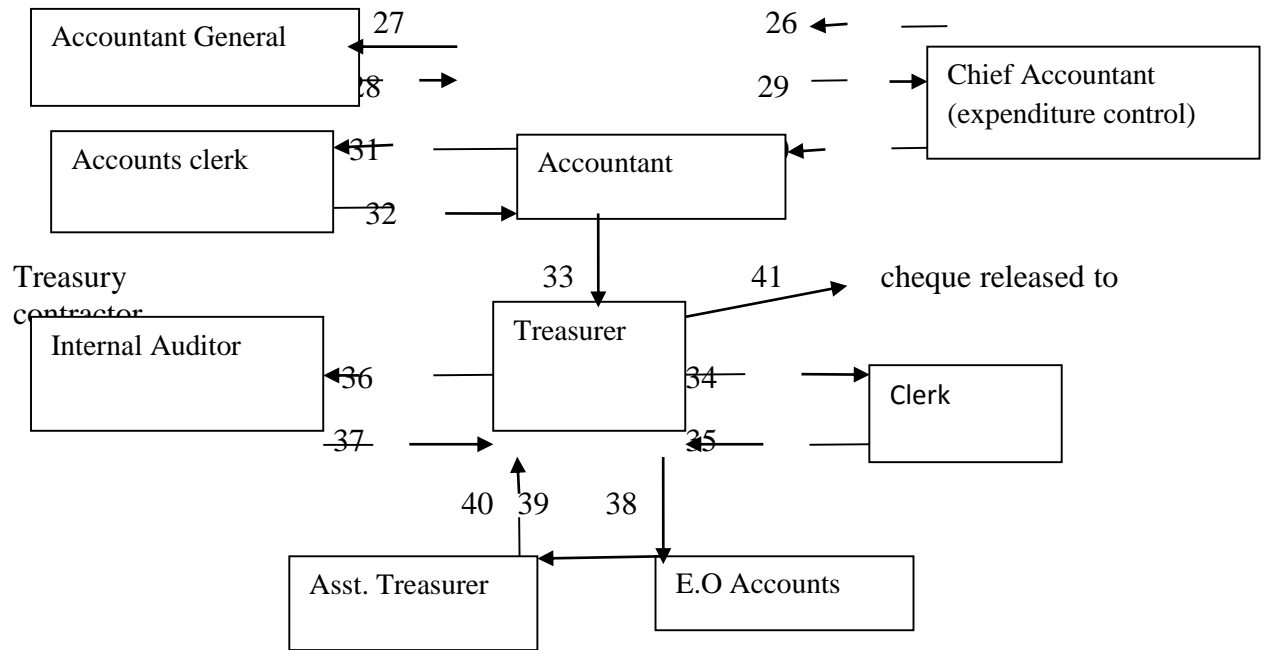 27
26
Accountant General
28
29
Chief Accountant
(expenditure control)
31
Accounts clerk
Accountant
32
Treasury
33
41
cheque released to
contractor
Internal Auditor
Treasurer
36
34
Clerk
37
35
40 39
38
Asst. Treasurer
E.O Accounts